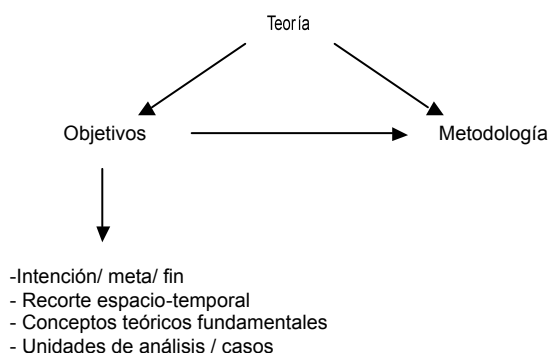 Teoría
Objetivos
Metodología
-Intención/ meta/ fin
- Recorte espacio-temporal
- Conceptos teóricos fundamentales
- Unidades de análisis / casos